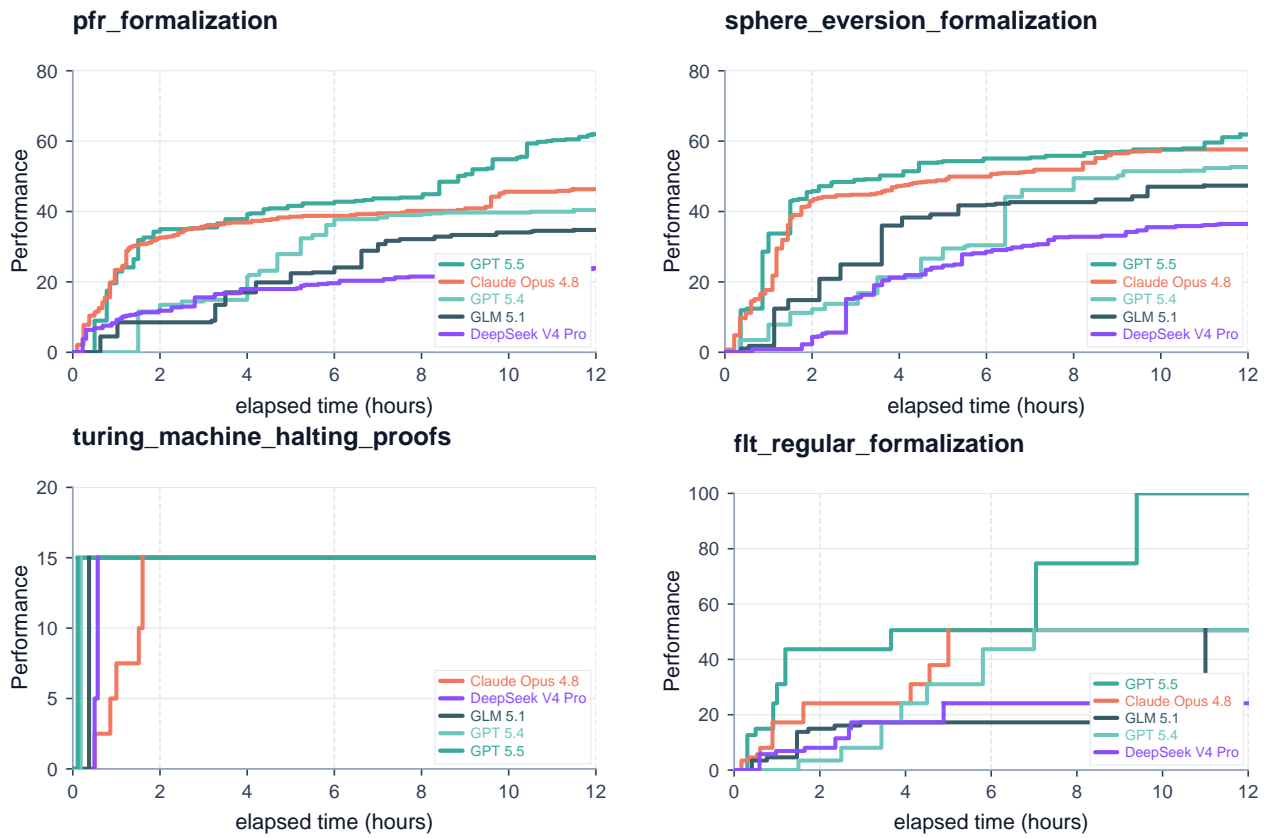 pfr_formalization
80
60
40
20
0
Performance
GPT 5.5
Claude Opus 4.8
GPT 5.4
GLM 5.1
DeepSeek V4 Pro
0 2 4 6 8 10 12
elapsed time (hours)
sphere_eversion_formalization
80
60
40
20
0
Performance
GPT 5.5
Claude Opus 4.8
GPT 5.4
GLM 5.1
DeepSeek V4 Pro
0 2 4 6 8 10 12
elapsed time (hours)
turing_machine_halting_proofs
20
15
10
5
0
Performance
Claude Opus 4.8
DeepSeek V4 Pro
GLM 5.1
GPT 5.4
GPT 5.5
0 2 4 6 8 10 12
elapsed time (hours)
flt_regular_formalization
100
80
60
40
20
0
Performance
GPT 5.5
Claude Opus 4.8
GLM 5.1
GPT 5.4
DeepSeek V4 Pro
0 2 4 6 8 10 12
elapsed time (hours)